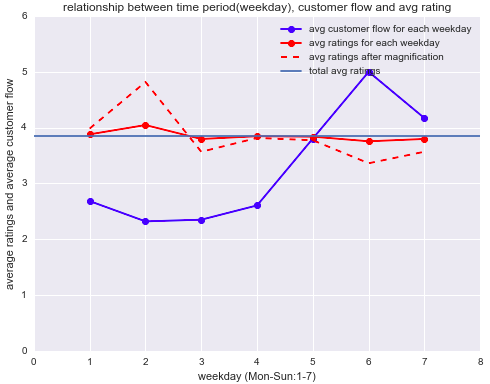 relationship between time period(weekday), customer flow and avg rating
avg customer flow for each weekday
avg ratings for each weekday
avg ratings after magnification
total avg ratings
average ratings and average customer flow
6
5
4
3
2
1
0
0 1 2 3 4 5 6 7 8
weekday (Mon-Sun:1-7)